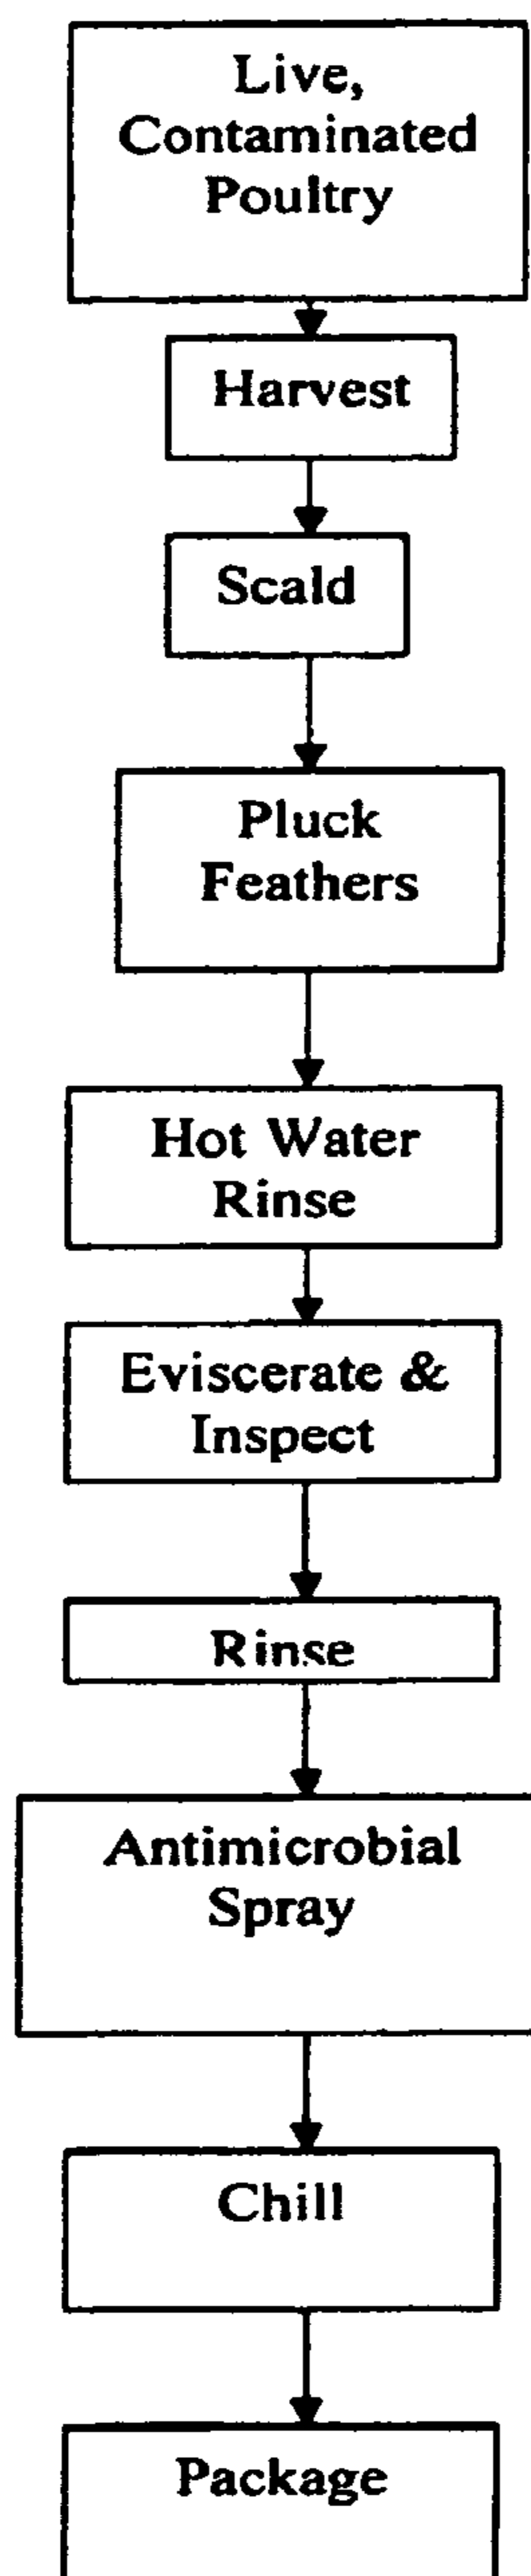 Live,
Contaminated
Poultry
Harvest
Scald
Pluck
Feathers
Hot Water
Rinse
Eviscerate &
Inspect
Rinse
Antimicrobial
Spray
Chill
Package